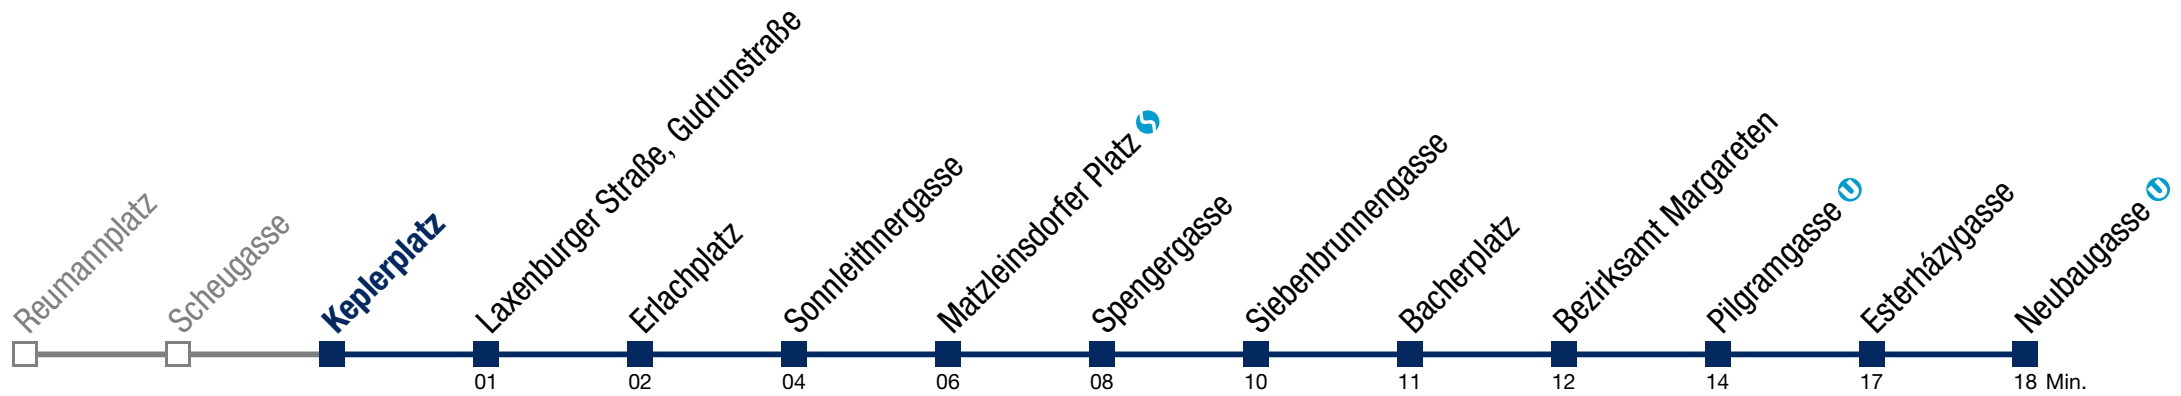 Reumannplatz
Scheugasse
Keplerplatz
Laxenburger Straße, Gudrunstraße
Erlachplatz
Sonnleithnergasse
Matzleinsdorfer Platz S
Spengergasse
Siebenbrunnengasse
Bacherplatz
Bezirksamt Margareten
Pilgramgasse U
Esterházygasse
Neubaugasse U
01 02 04 06 08 10 11 12 14 17 18 Min.